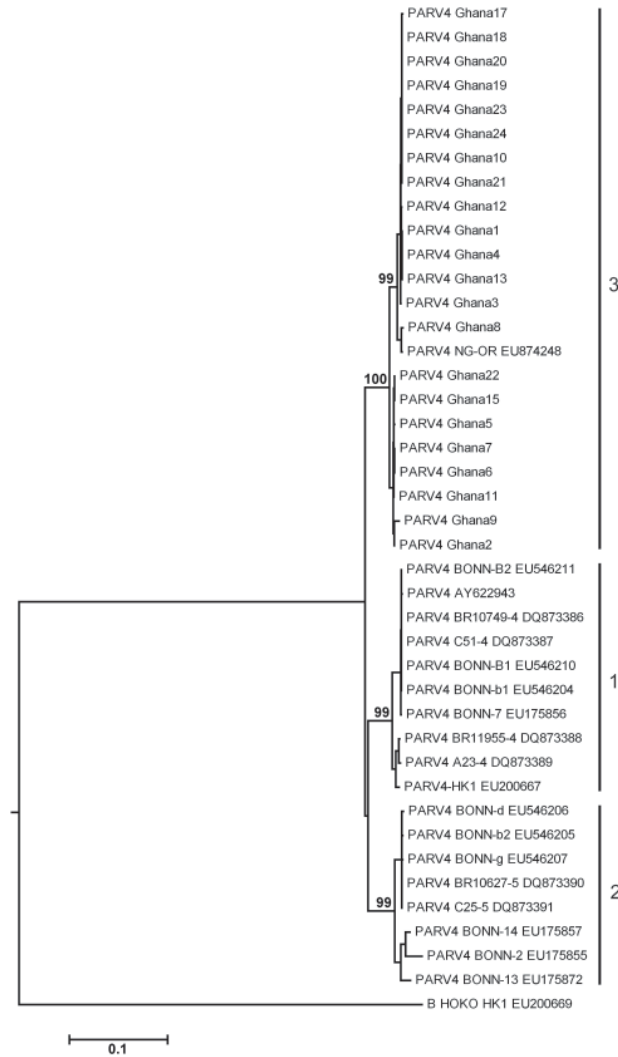 PARV4 Ghana17
PARV4 Ghana18
PARV4 Ghana20
PARV4 Ghana19
PARV4 Ghana23
PARV4 Ghana24
PARV4 Ghana10
PARV4 Ghana21
PARV4 Ghana12
PARV4 Ghana1
PARV4 Ghana4
PARV4 Ghana13
99
PARV4 Ghana3
3
PARV4 Ghana8
PARV4 NG-OR EU874248
PARV4 Ghana22
100
PARV4 Ghana15
PARV4 Ghana5
PARV4 Ghana7
PARV4 Ghana6
PARV4 Ghana11
PARV4 Ghana9
PARV4 Ghana2
PARV4 BONN-B2 EU546211
PARV4 AY622943
PARV4 BR10749-4 DQ873386
PARV4 C51-4 DQ873387
PARV4 BONN-B1 EU546210
1
PARV4 BONN-b1 EU546204
99
PARV4 BONN-7 EU175856
PARV4 BR11955-4 DQ873388
PARV4 A23-4 DQ873389
PARV4-HK1 EU200667
PARV4 BONN-d EU546206
PARV4 BONN-b2 EU546205
PARV4 BONN-g EU546207
PARV4 BR10627-5 DQ873390
2
99
PARV4 C25-5 DQ873391
PARV4 BONN-14 EU175857
PARV4 BONN-2 EU175855
PARV4 BONN-13 EU175872
B HOKO HK1 EU200669
0.1